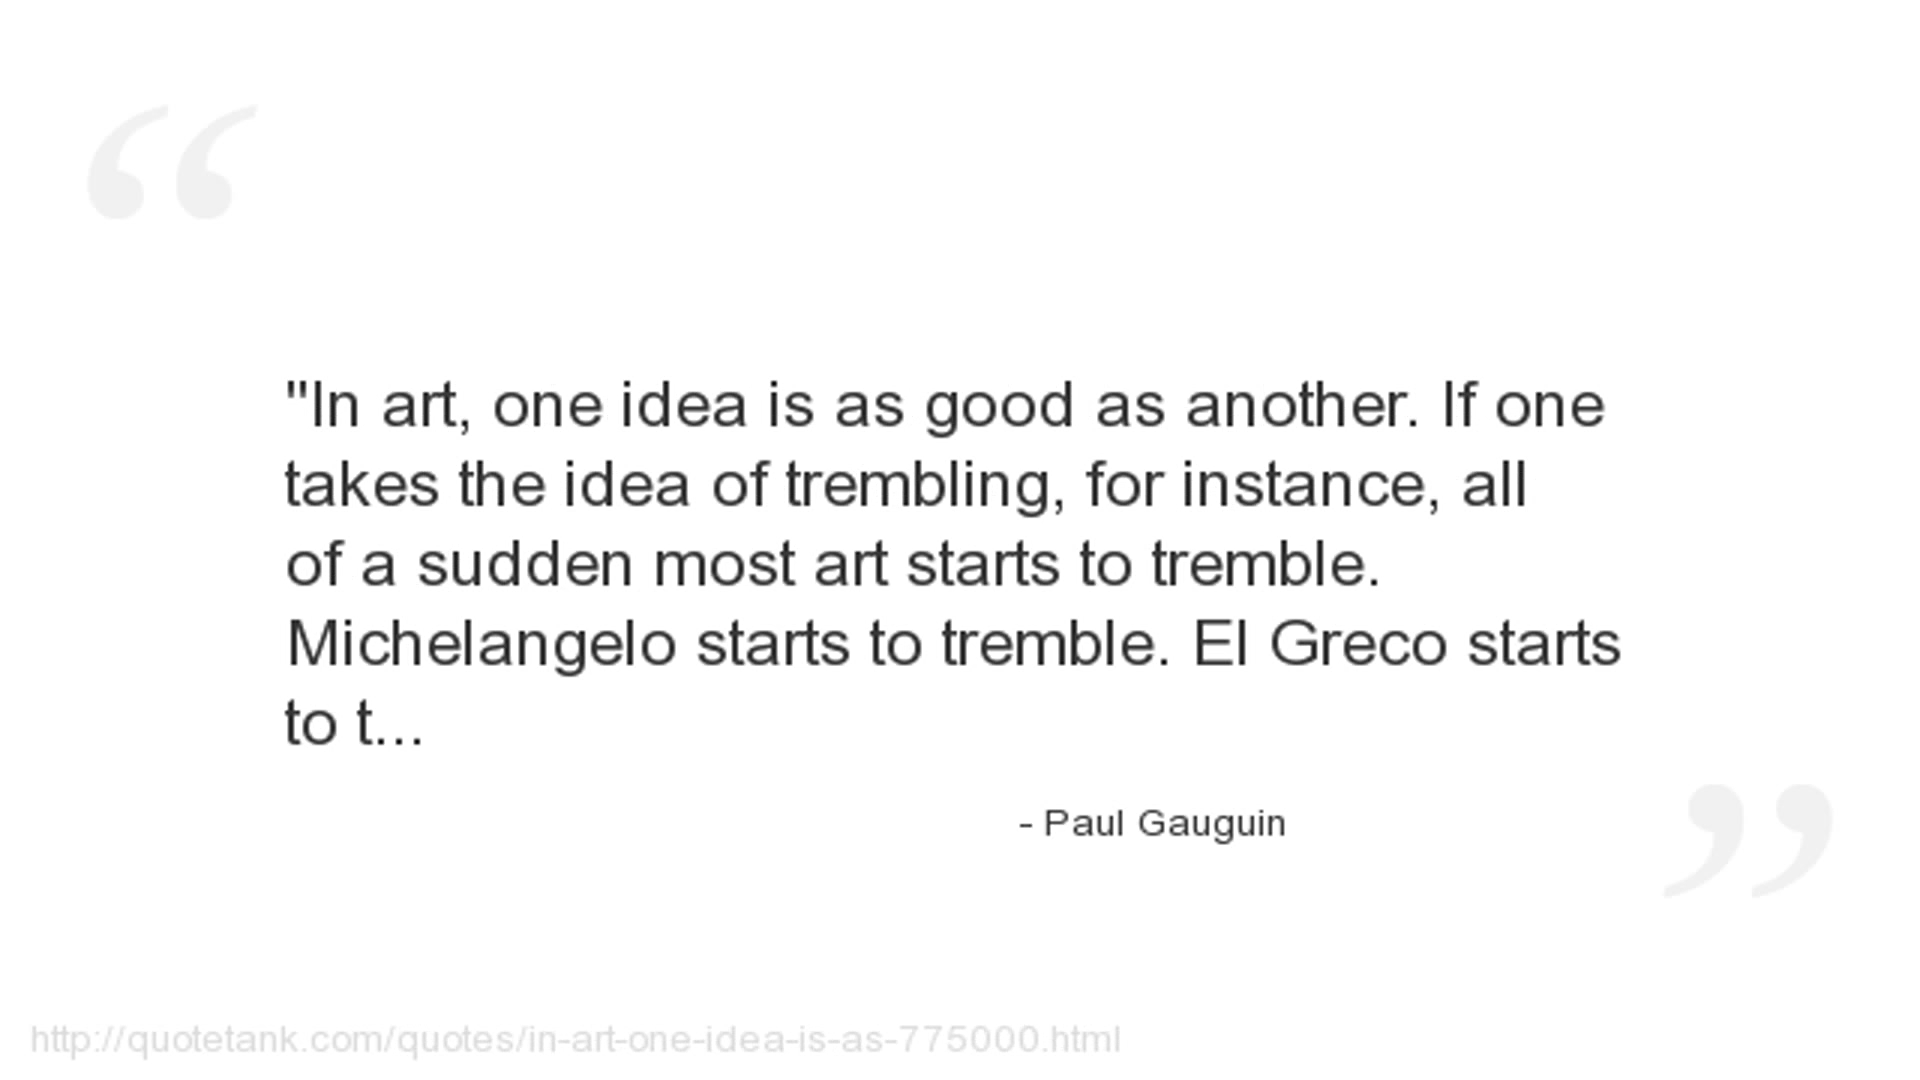 "In art, one idea is as good as another. If one
takes the idea of trembling, for instance, all
of a sudden most art starts to tremble.
Michelangelo starts to tremble. El Greco starts
to t...
- Paul Gauguin
http://quotetank.com/quotes/in-art-one-idea-is-as-775000.html